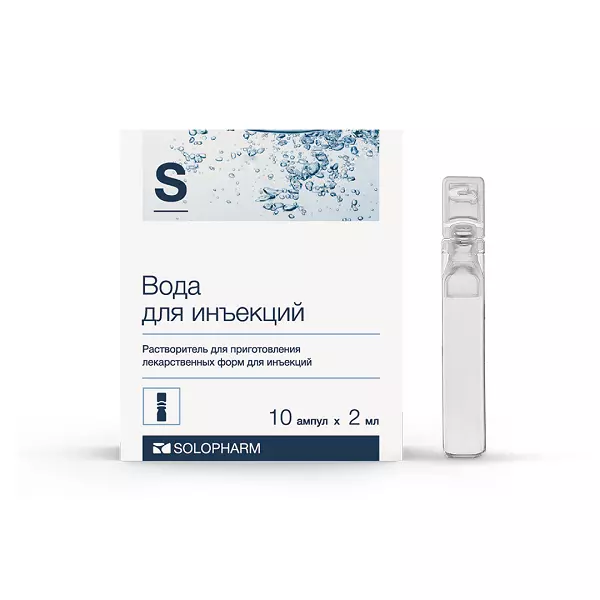 S
Вода
для инъекций
Растворитель для приготовления
лекарственных форм для инъекций
10 ампул х 2 мл
SOLOPHARM